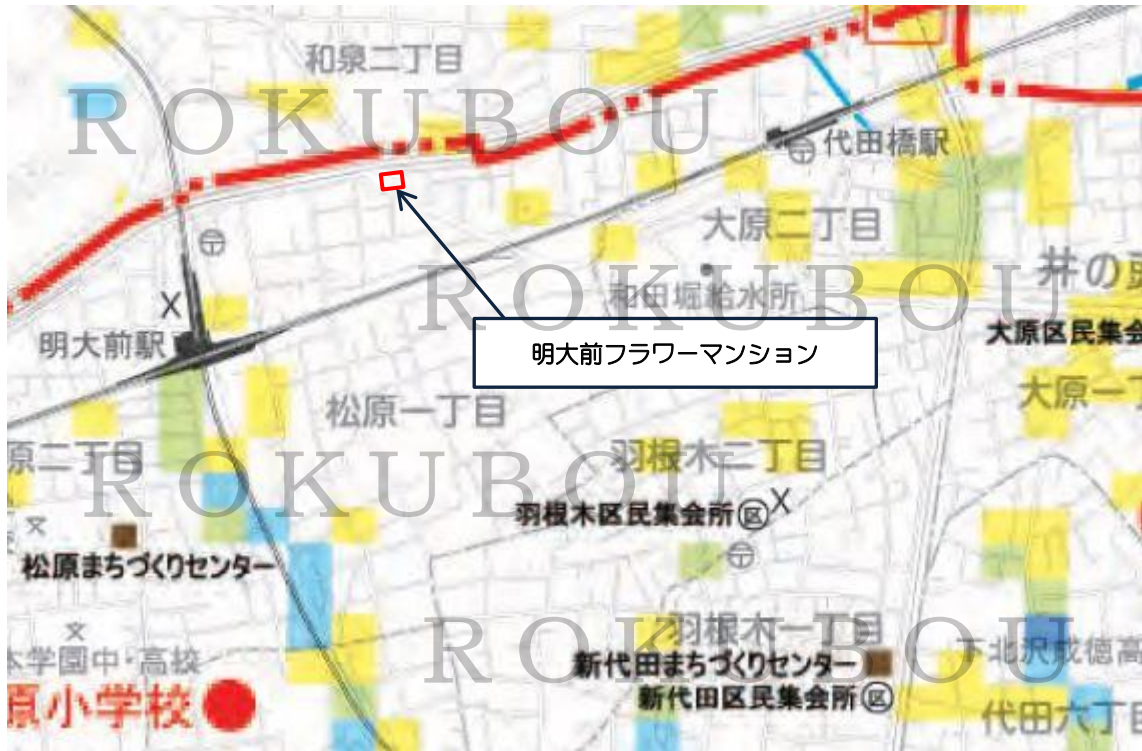 和泉二丁目
ROKUBOU
代田橋駅
大原二丁目
井の
和田堀給水所
ROKUBOU
大原区民集会
明大前駅
明大前フラワーマンション
大原一丁
松原一丁目
原二丁目
羽根木二丁目
ROKUBOU
羽根木区民集会所 区
松原まちづくりセンター
羽根木一丁目
ROKUBOU
本学園中・高校
新代田まちづくりセンター
下北沢成徳高
原小学校
新代田区民集会所 区
代田六丁目